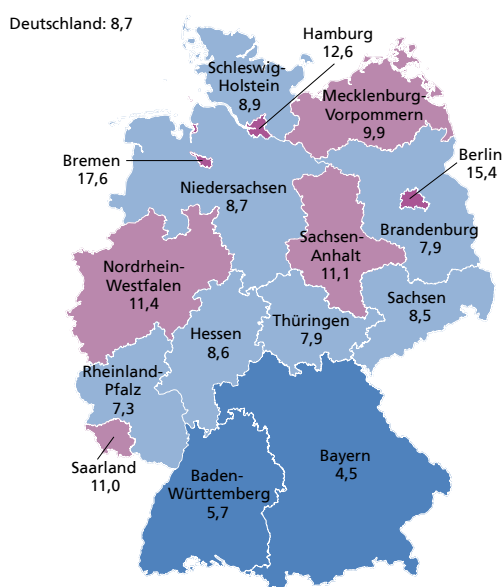 Deutschland: 8,7
Hamburg
12,6
Schleswig-
Holstein
8,9
Mecklenburg-
Vorpommern
9,9
Bremen
17,6
Berlin
15,4
Niedersachsen
8,7
Brandenburg
7,9
Sachsen-
Anhalt
11,1
Nordrhein-
Westfalen
11,4
Sachsen
8,5
Thüringen
7,9
Hessen
8,6
Rheinland-
Pfalz
7,3
Saarland
11,0
Baden-
Württemberg
5,7
Bayern
4,5